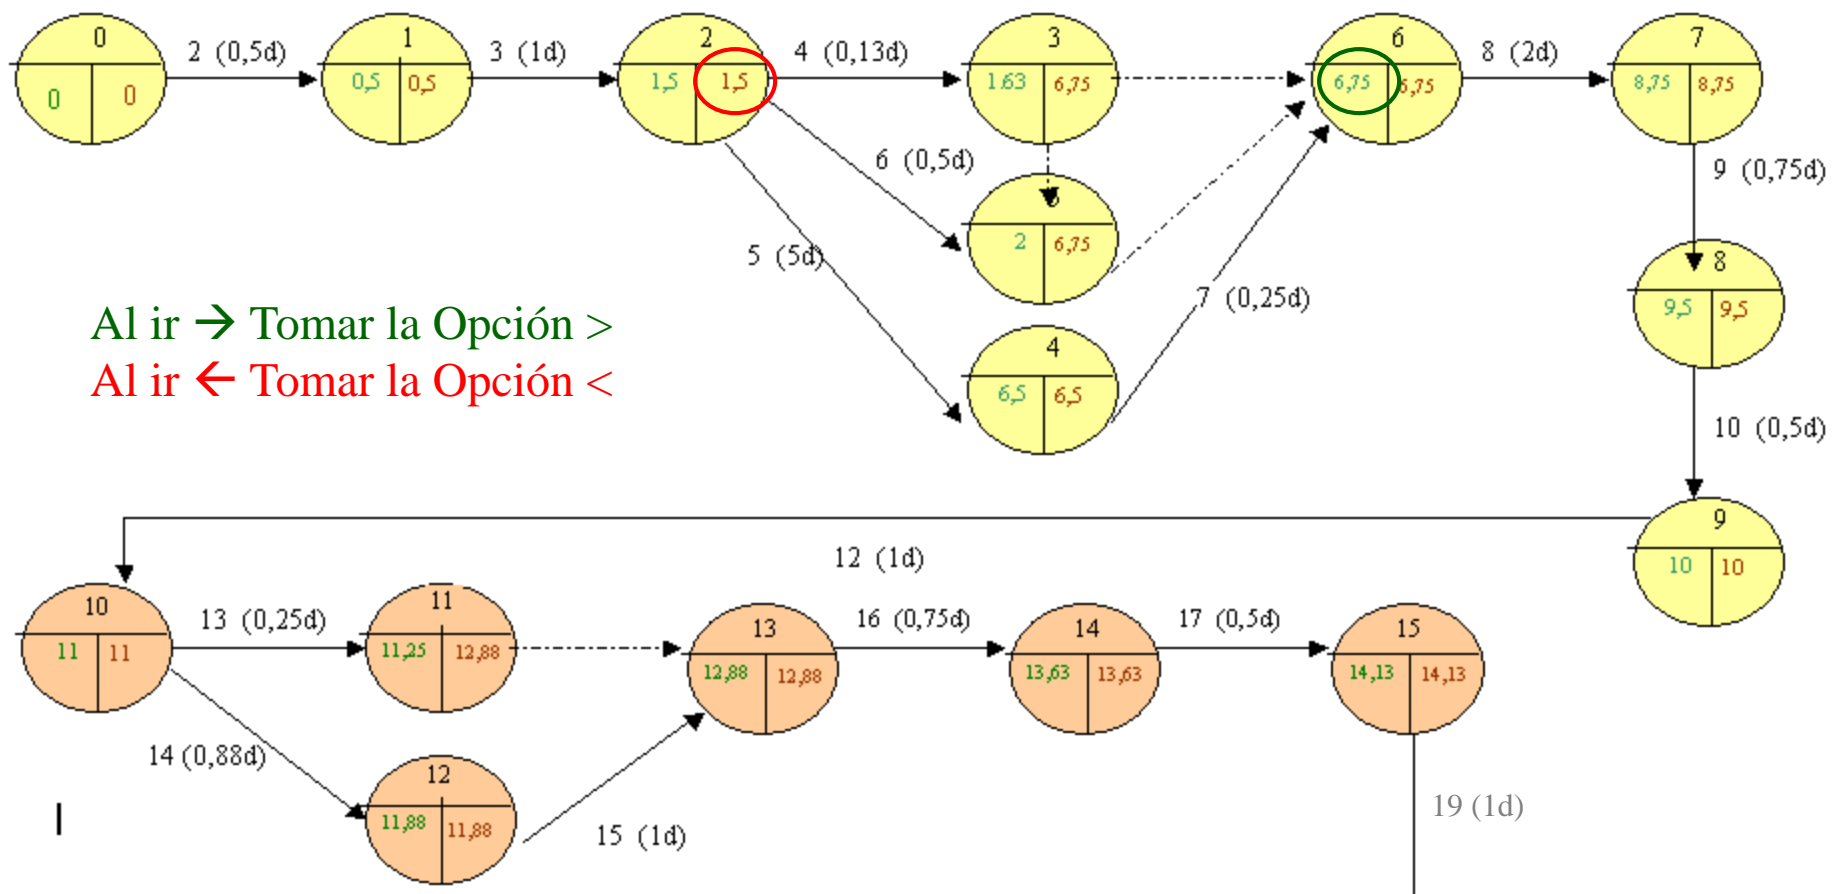 0
2 (0,5d)
1
3 (1d)
2
4 (0,13d)
3
6
8 (2d)
7
0
0
0,5
0,5
1,5
1,5
1.63
6,75
6,75
6,75
8,75
8,75
6 (0,5d)
9 (0,75d)
2
6,75
5 (5d)
7 (0,25d)
8
9,5
9,5
Al ir → Tomar la Opción >
Al ir ← Tomar la Opción <
4
6,5
6,5
10 (0,5d)
9
10
10
12 (1d)
10
13 (0,25d)
11
13
16 (0,75d)
14
17 (0,5d)
15
11
11
11,25
12,88
12,88
12,88
13,63
13,63
14,13
14,13
14 (0,88d)
12
11,88
11,88
15 (1d)
19 (1d)